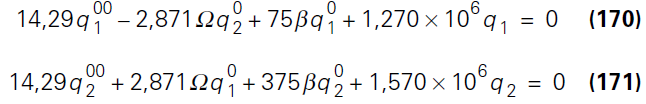 14,29q₁⁰⁰ – 2,871Ωq₂⁰ + 75βq₁⁰ + 1,270 × 10⁶q₁ = 0 (170)
14,29q₂⁰⁰ + 2,871Ωq₁⁰ + 375βq₂⁰ + 1,570 × 10⁶q₂ = 0 (171)